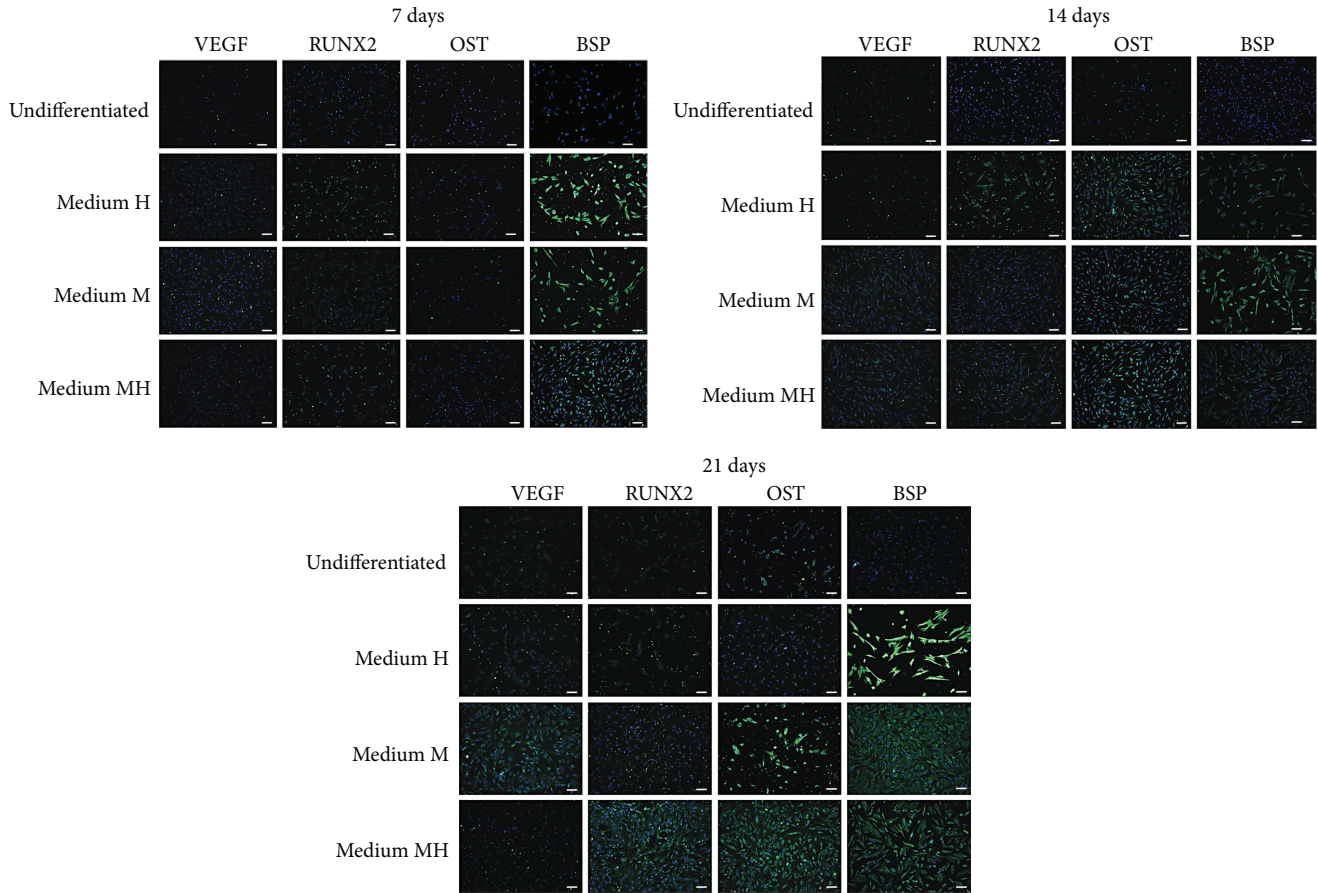 7 days
VEGF RUNX2 OST BSP
Undifferentiated
Medium H
Medium M
Medium MH
14 days
VEGF RUNX2 OST BSP
Undifferentiated
Medium H
Medium M
Medium MH
21 days
VEGF RUNX2 OST BSP
Undifferentiated
Medium H
Medium M
Medium MH